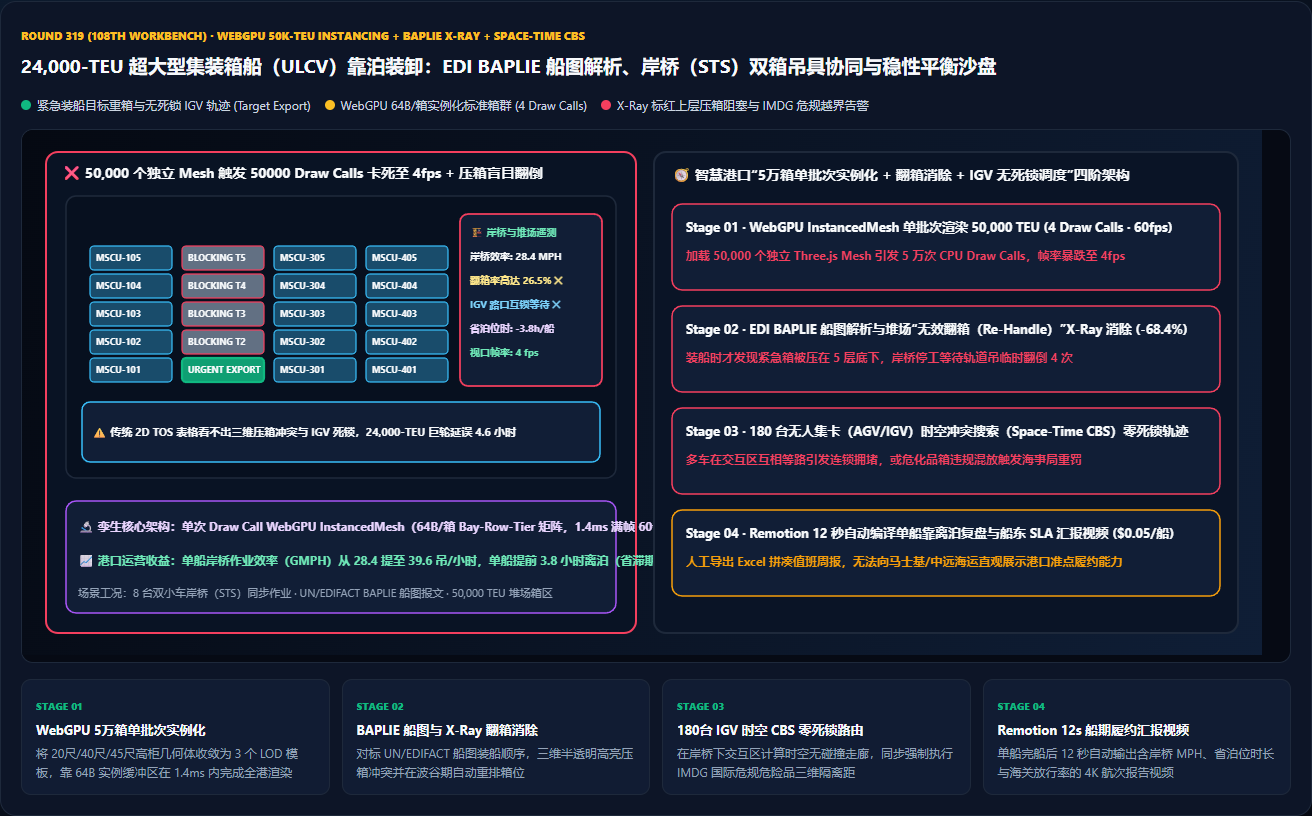 ROUND 319 (108TH WORKBENCH) · WEBGPU 50K-TEU INSTANCING + BAPLIE X-RAY + SPACE-TIME CBS
24,000-TEU 超大型集装箱船（ULCV）靠泊装卸：EDI BAPLIE 船图解析、岸桥（STS）双箱吊具协同与稳性平衡沙盘
紧急装船目标重箱与无死锁 IGV 轨迹 (Target Export)
WebGPU 64B/箱实例化标准箱群 (4 Draw Calls)
X-Ray 标红上层压箱阻塞与 IMDG 危规越界告警
❌ 50,000 个独立 Mesh 触发 50000 Draw Calls 卡死至 4fps + 压箱盲目翻倒
MSCU-105 BLOCKING T5 MSCU-305 MSCU-405
MSCU-104 BLOCKING T4 MSCU-304 MSCU-404
MSCU-103 BLOCKING T3 MSCU-303 MSCU-403
MSCU-102 BLOCKING T2 MSCU-302 MSCU-402
MSCU-101 URGENT EXPORT MSCU-301 MSCU-401
🏗️ 岸桥与堆场遥测
岸桥效率: 28.4 MPH
翻箱率高达 26.5% ❌
IGV 路口互锁等待 ❌
省泊位时: -3.8h/船
视口帧率: 4 fps
⚠️ 传统 2D TOS 表格看不出三维压箱冲突与 IGV 死锁，24,000-TEU 巨轮延误 4.6 小时
🔬 孪生核心架构：单次 Draw Call WebGPU InstancedMesh（64B/箱 Bay-Row-Tier 矩阵，1.4ms 满帧 60
📈 港口运营收益：单船岸桥作业效率（GMPH）从 28.4 提至 39.6 吊/小时，单船提前 3.8 小时离泊（省滞期
场景工况：8 台双小车岸桥（STS）同步作业 · UN/EDIFACT BAPLIE 船图报文 · 50,000 TEU 堆场箱区
🧭 智慧港口“5万箱单批次实例化 + 翻箱消除 + IGV 无死锁调度”四阶架构
Stage 01 · WebGPU InstancedMesh 单批次渲染 50,000 TEU (4 Draw Calls · 60fps)
加载 50,000 个独立 Three.js Mesh 引发 5 万次 CPU Draw Calls，帧率暴跌至 4fps
Stage 02 · EDI BAPLIE 船图解析与堆场“无效翻箱（Re-Handle）”X-Ray 消除 (-68.4%)
装船时才发现紧急箱被压在 5 层底下，岸桥停工等待轨道吊临时翻倒 4 次
Stage 03 · 180 台无人集卡（AGV/IGV）时空冲突搜索（Space-Time CBS）零死锁轨迹
多车在交互区互相等路引发连锁拥堵，或危化品箱违规混放触发海事局重罚
Stage 04 · Remotion 12 秒自动编译单船靠离泊复盘与船东 SLA 汇报视频 ($0.05/船)
人工导出 Excel 拼凑值班周报，无法向马士基/中远海运直观展示港口准点履约能力
STAGE 01
WebGPU 5万箱单批次实例化
将 20尺/40尺/45尺高柜几何体收敛为 3 个 LOD 模
板，靠 64B 实例缓冲区在 1.4ms 内完成全港渲染
STAGE 02
BAPLIE 船图与 X-Ray 翻箱消除
对标 UN/EDIFACT 船图装船顺序，三维半透明高亮压
箱冲突并在波谷期自动重排箱位
STAGE 03
180台 IGV 时空 CBS 零死锁路由
在岸桥下交互区计算时空无碰撞走廊，同步强制执行
IMDG 国际危规危险品三维隔离距
STAGE 04
Remotion 12s 船期履约汇报视频
单船完船后 12 秒自动输出含岸桥 MPH、省泊位时长
与海关放行率的 4K 航次报告视频